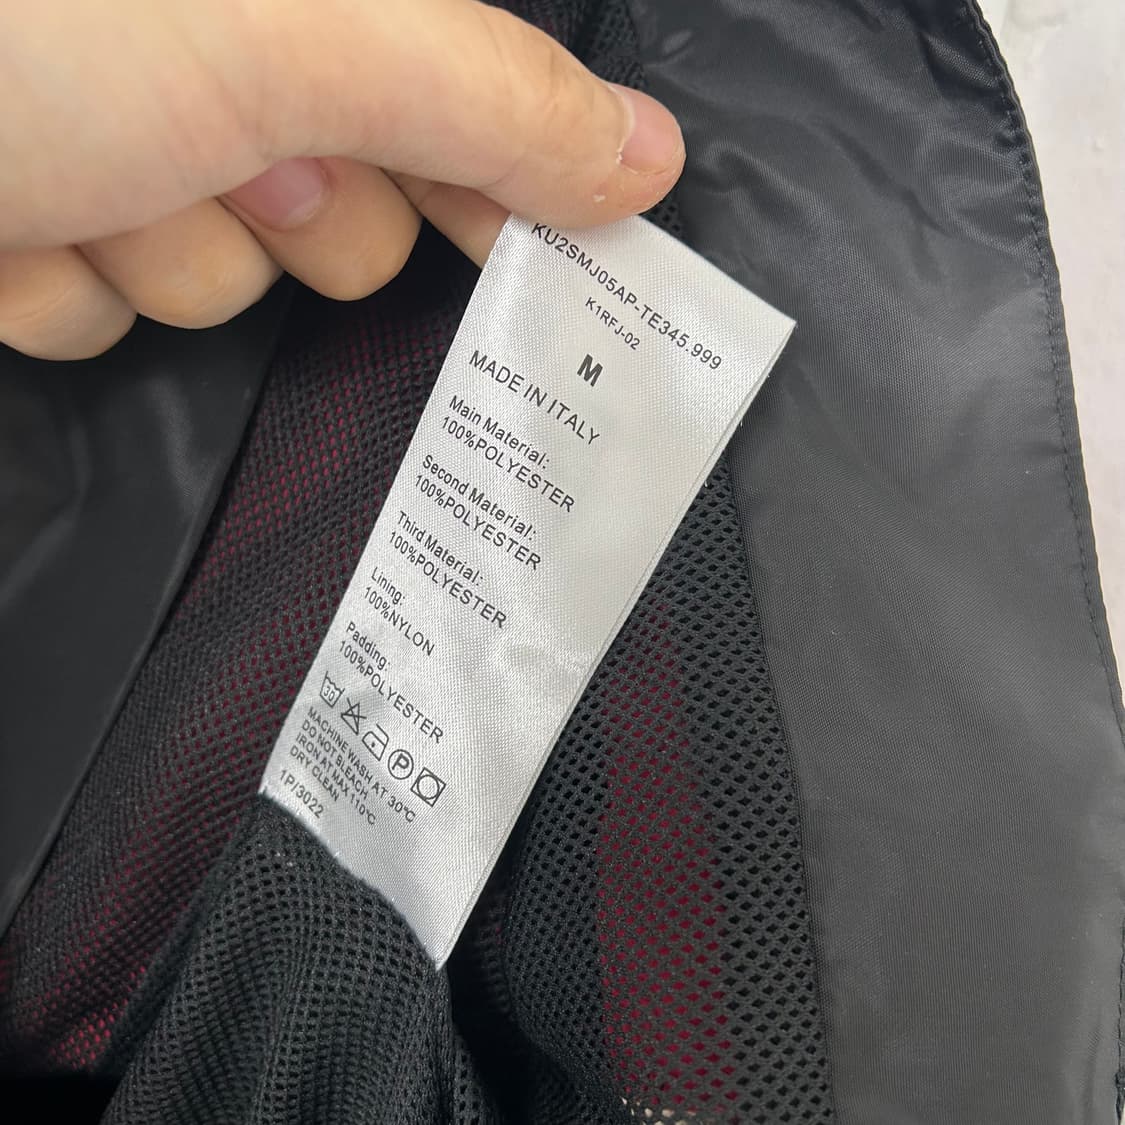 KU2SMJ05AP-TE345.999
K1RFJ-02
M
MADE IN ITALY
Main Material:
100%POLYESTER
Second Material:
100%POLYESTER
Third Material:
100%POLYESTER
Lining:
100%NYLON
Padding:
100%POLYESTER
30
P
MACHINE WASH AT 30°C
DO NOT BLEACH
IRON AT MAX 110°C
DRY CLEAN
1P/3022